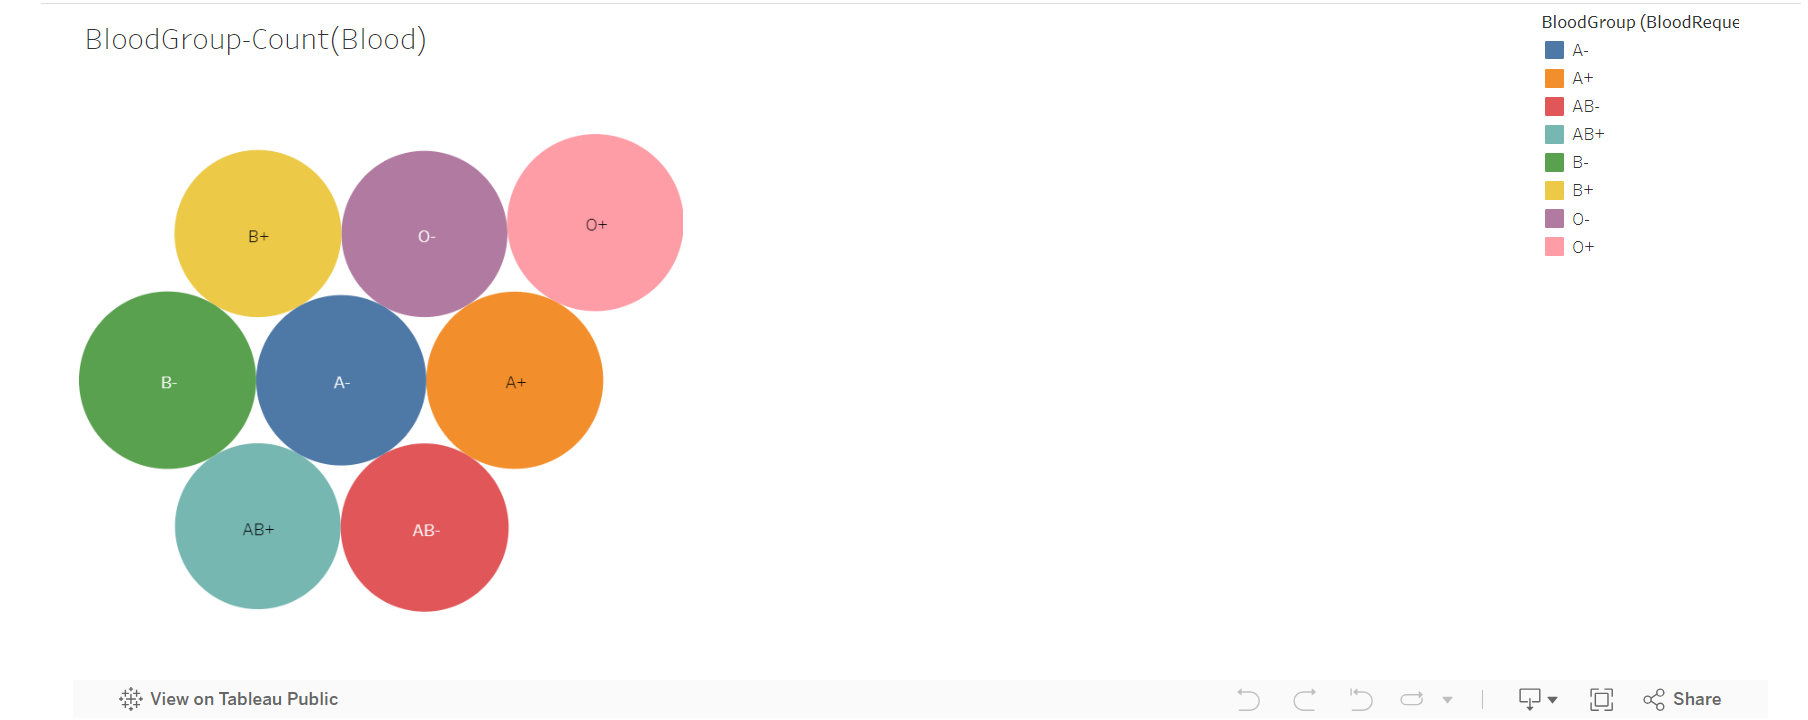 BloodGroup-Count(Blood)
BloodGroup (BloodReque
A-
A+
AB-
AB+
B-
B+
O-
O+
B+
O-
O+
B-
A-
A+
AB+
AB-
View on Tableau Public
Share